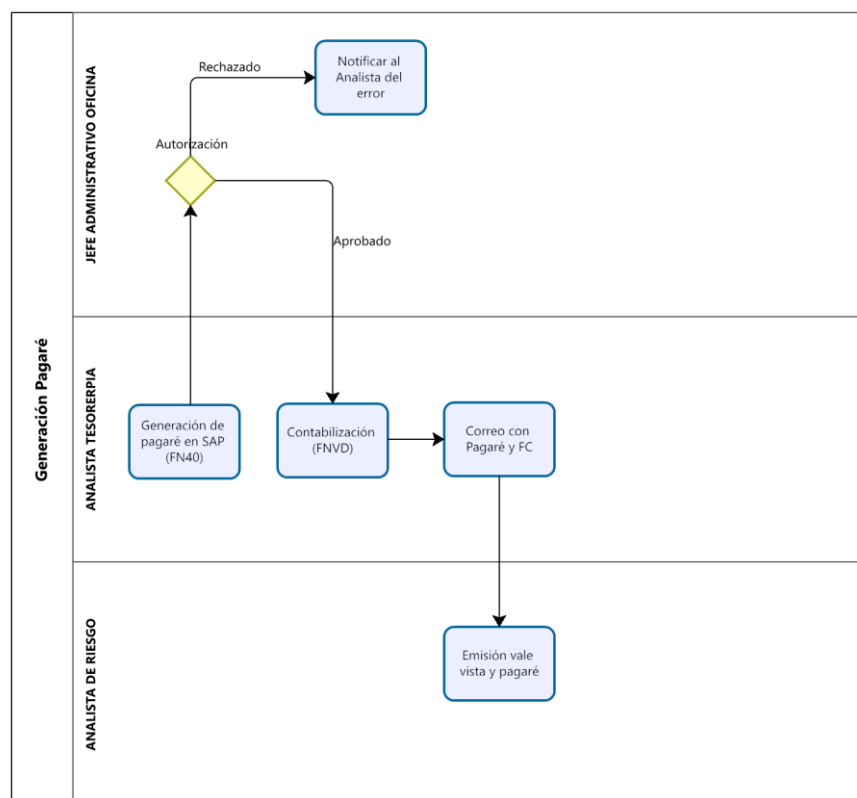 Generación Pagaré
JEFE ADMINISTRATIVO OFICINA
Rechazado
Notificar al
Analista del
error
Autorización
Aprobado
ANALISTA TESORERPIA
Generación de
pagaré en SAP
(FN40)
Contabilización
(FNVD)
Correo con
Pagaré y FC
ANALISTA DE RIESGO
Emisión vale
vista y pagaré